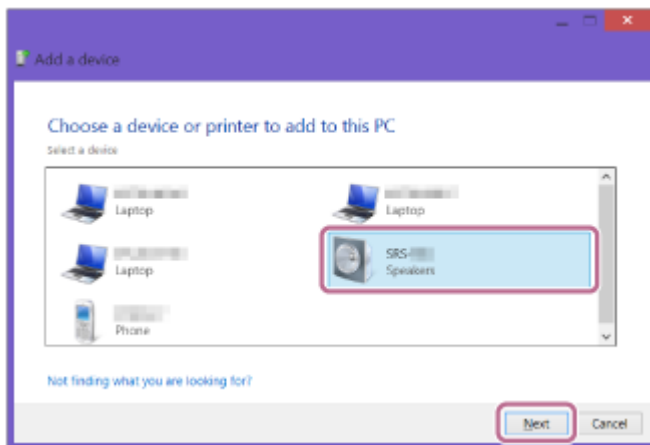 Add a device
Choose a device or printer to add to this PC
Select a device
Laptop
Laptop
Laptop
SRS-
Speakers
Phone
Not finding what you are looking for?
Next
Cancel